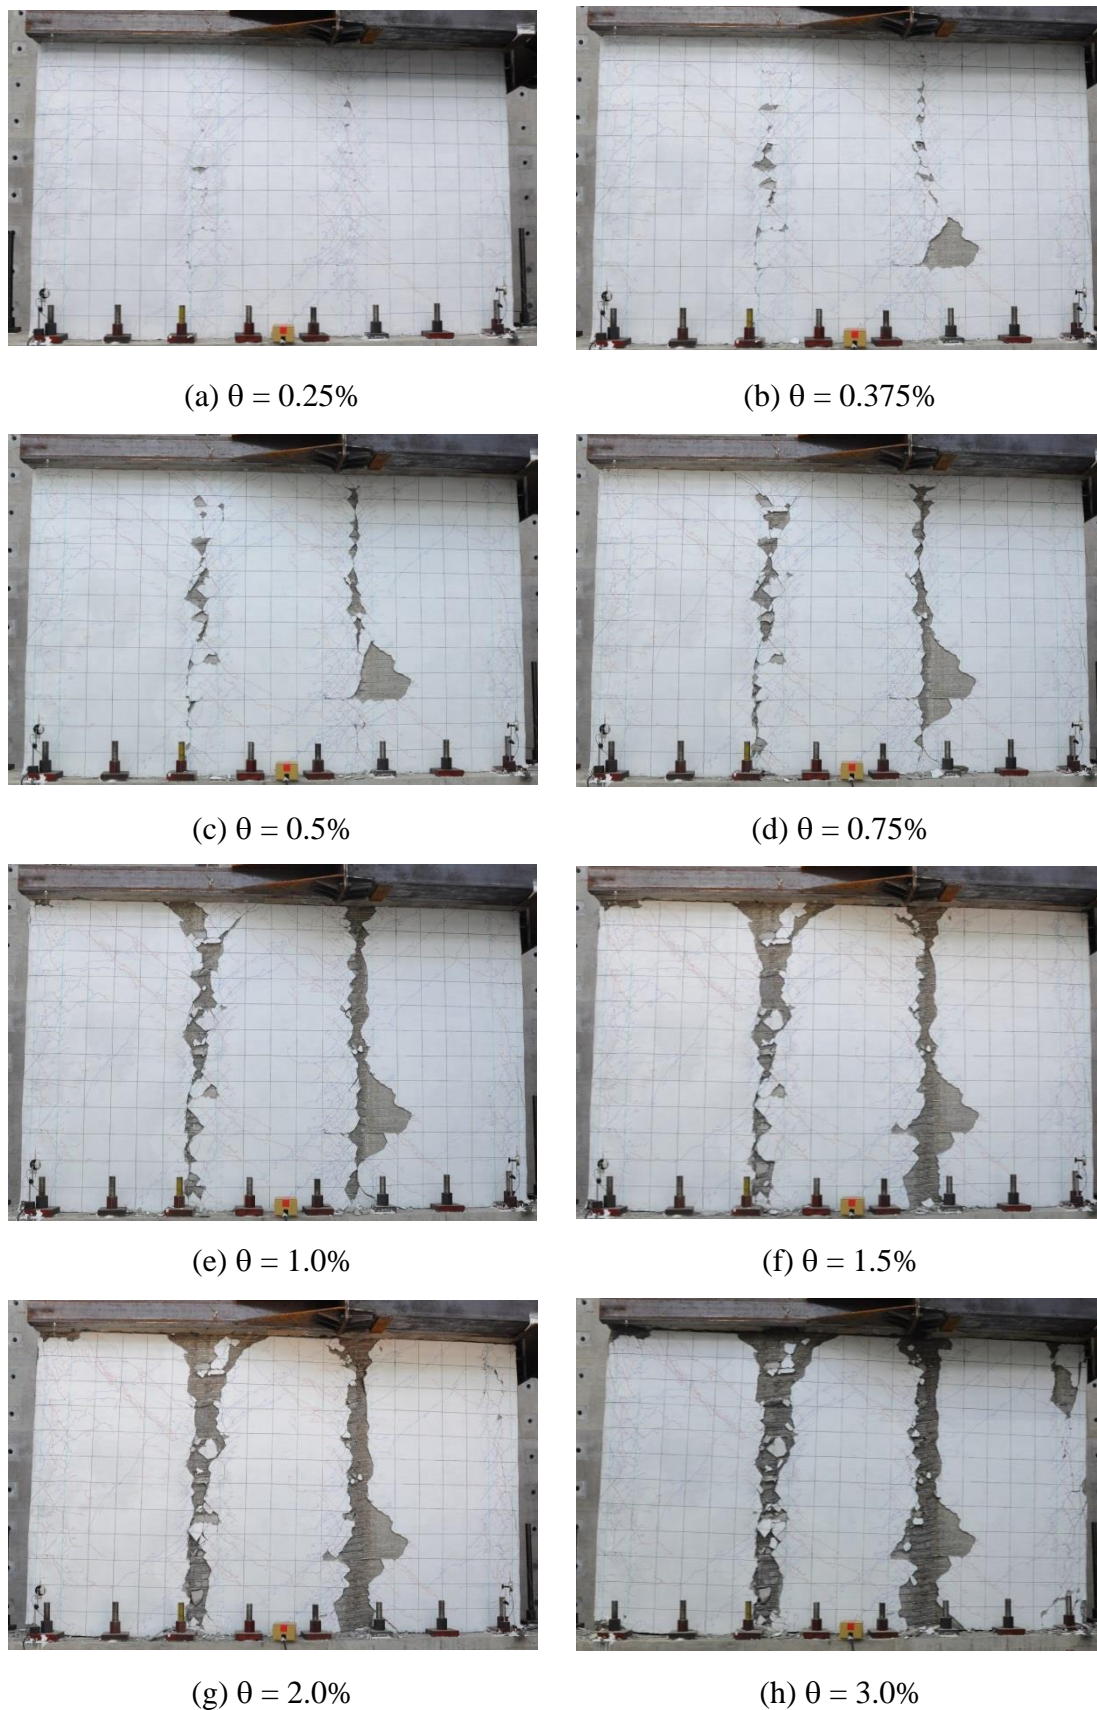 (a) θ = 0.25%
(b) θ = 0.375%
(c) θ = 0.5%
(d) θ = 0.75%
(e) θ = 1.0%
(f) θ = 1.5%
(g) θ = 2.0%
(h) θ = 3.0%